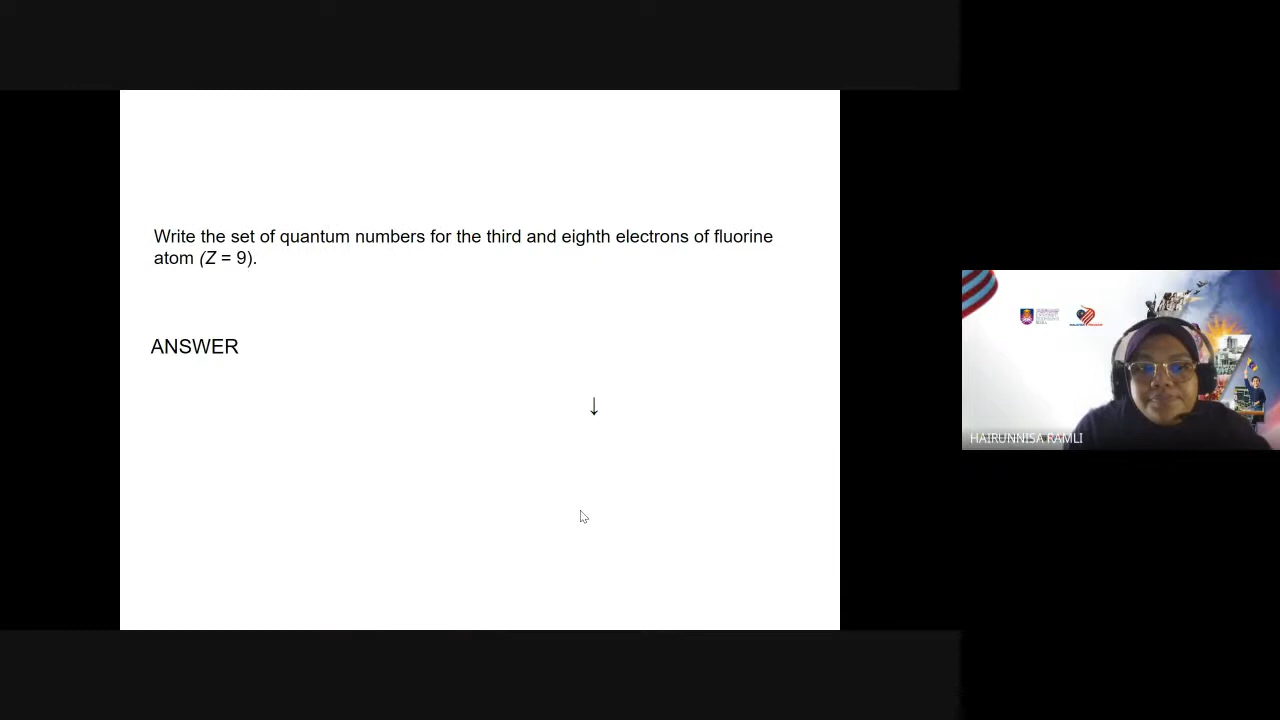 Write the set of quantum numbers for the third and eighth electrons of fluorine
atom (Z = 9).
ANSWER
↓
HAIRUNNISA RAMLI